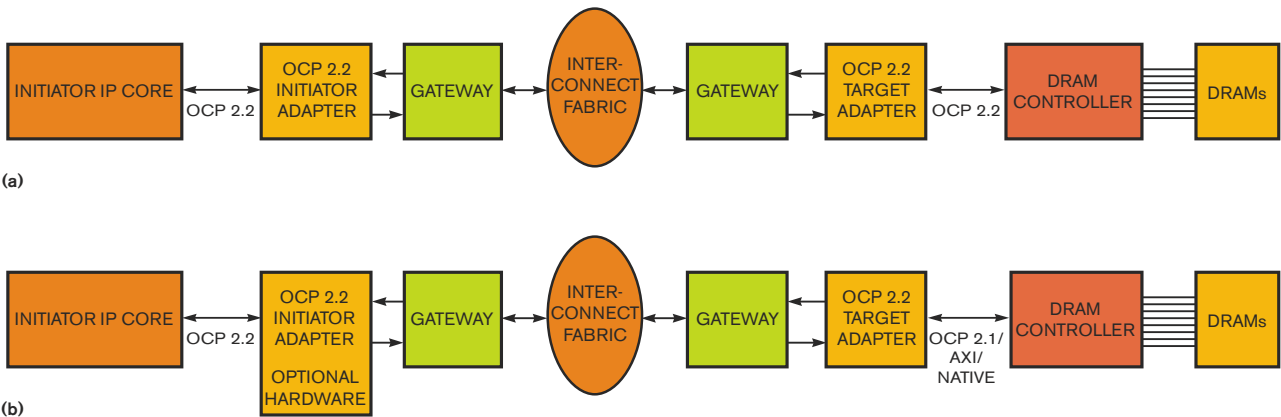 INITIATOR IP CORE
OCP 2.2
OCP 2.2
INITIATOR
ADAPTER
GATEWAY
INTER-
CONNECT
FABRIC
GATEWAY
OCP 2.2
TARGET
ADAPTER
OCP 2.2
DRAM
CONTROLLER
DRAMs
(a)
INITIATOR IP CORE
OCP 2.2
OCP 2.2
INITIATOR
ADAPTER
OPTIONAL
HARDWARE
GATEWAY
INTER-
CONNECT
FABRIC
GATEWAY
OCP 2.2
TARGET
ADAPTER
OCP 2.1/
AXI/
NATIVE
DRAM
CONTROLLER
DRAMs
(b)